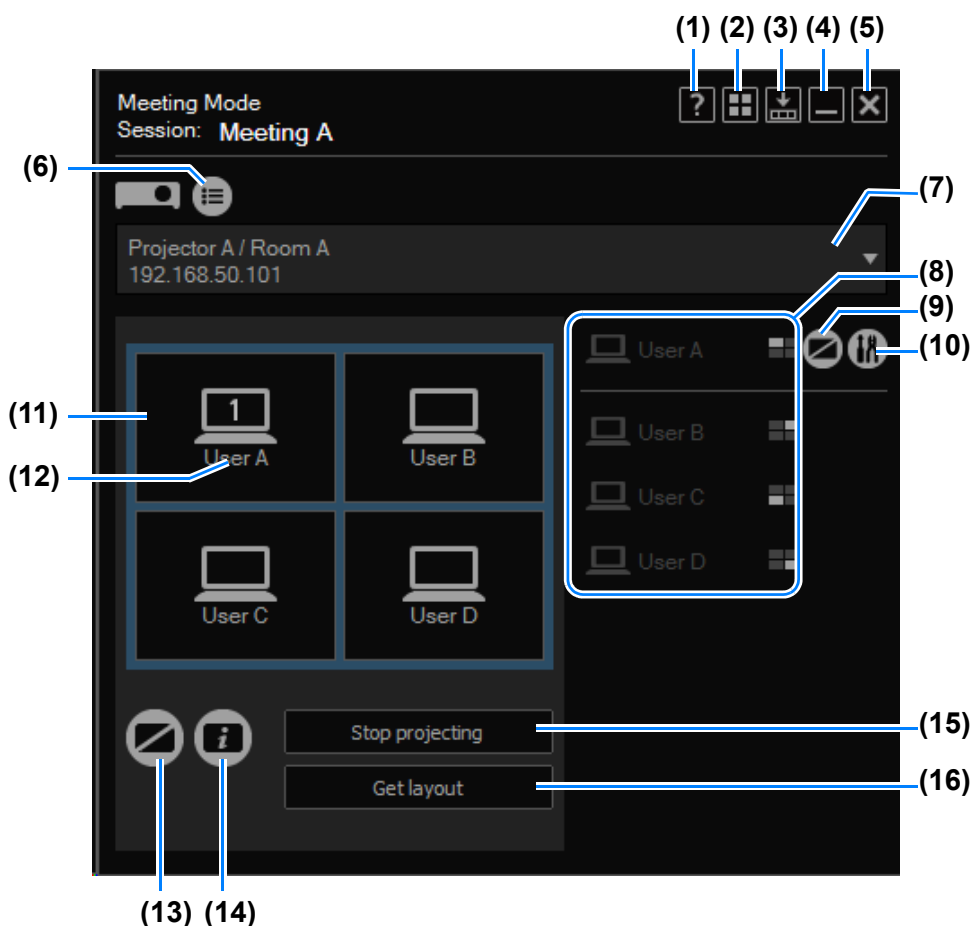 (1) (2) (3) (4) (5)
?
Meeting Mode
Session: Meeting A
(6)
(7)
Projector A / Room A
192.168.50.101
(8)
(9)
User A
(10)
1
(11)
User A
User B
User B
(12)
User C
User D
User C
User D
i
Stop projecting
(15)
Get layout
(16)
(13) (14)